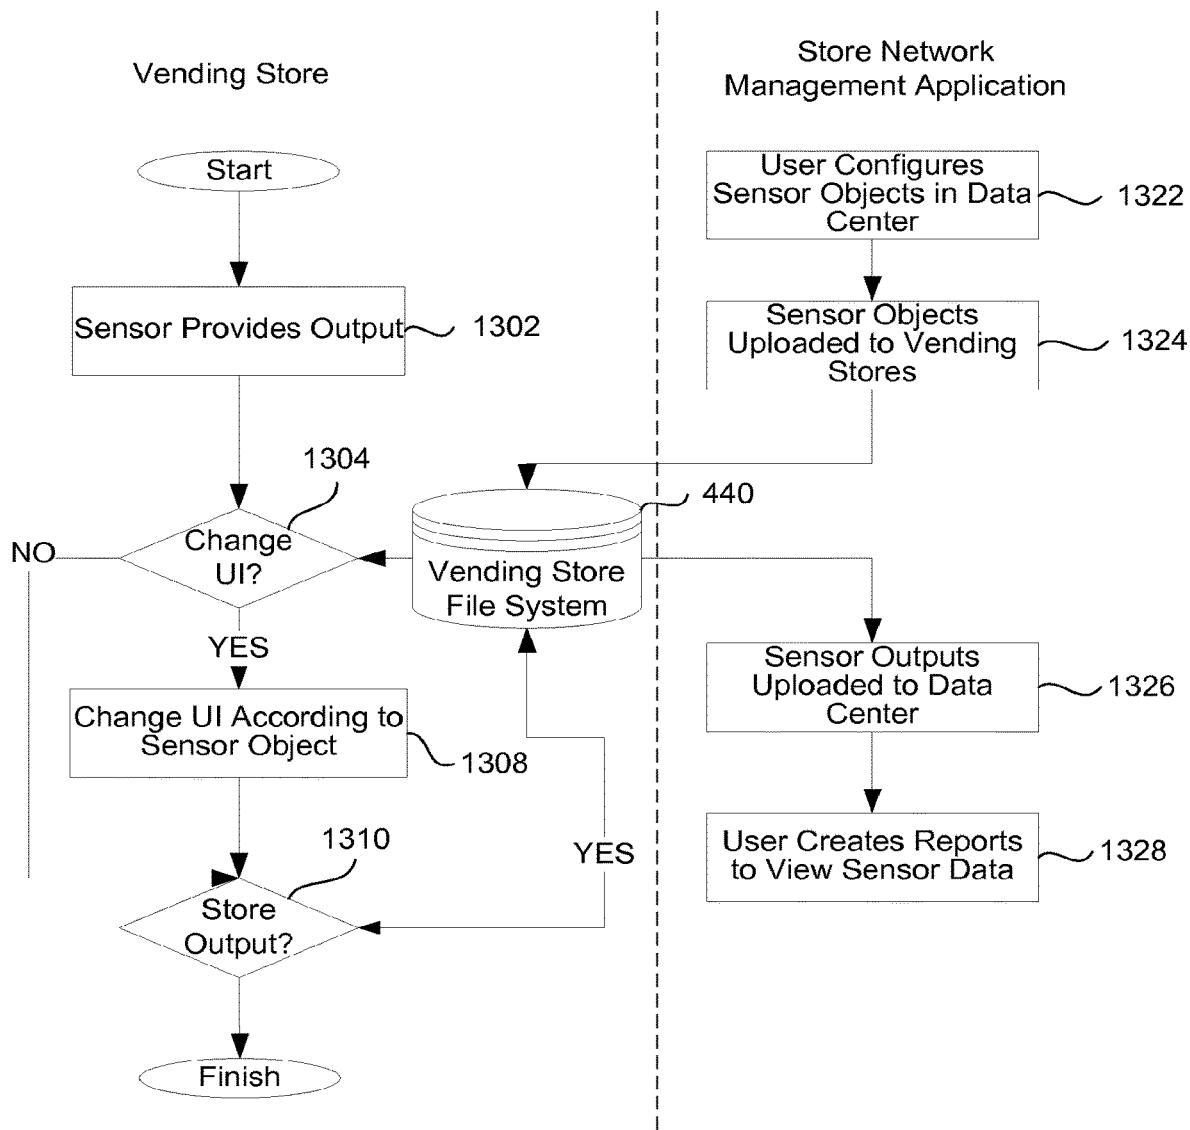 Vending Store
Store Network
Management Application
Start
Sensor Provides Output
1302
1304
Change
UI?
NO
YES
Change UI According to
Sensor Object
1308
1310
Store
Output?
YES
Finish
440
Vending Store
File System
User Configures
Sensor Objects in Data
Center
1322
Sensor Objects
Uploaded to Vending
Stores
1324
Sensor Outputs
Uploaded to Data
Center
1326
User Creates Reports
to View Sensor Data
1328